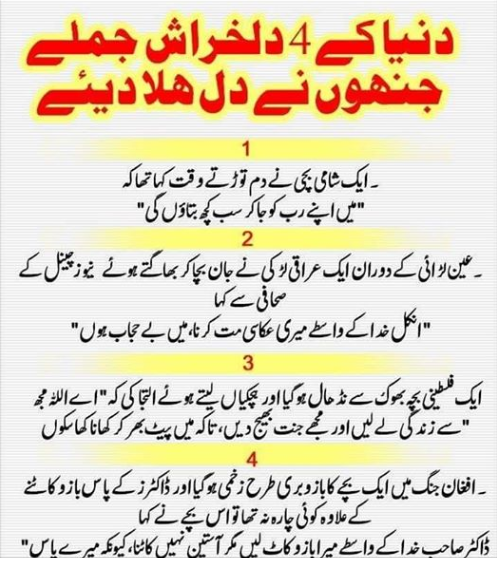 دنیا کے 4 دلخراش جملے
جنھوں نے دل ھلا دیئے
1
۔ ایک شامی بچی نے دم توڑتے وقت کہا تھا کہ
"میں اپنے رب کو جا کر سب کچھ بتاؤں گی"
2
۔ عین لڑائی کے دوران ایک عراقی لڑکی نے جان بچا کر بھاگتے ہوئے نیوز چینل کے
صحافی سے کہا
"انکل خدا کے واسطے میری عکاسی مت کرنا، میں بے حجاب ہوں"
3
ایک فلسطینی بچہ بھوک سے نڈھال ہو گیا اور ہچکیاں لیتے ہوئے التجا کی کہ "اے اللہ مجھ
"سے زندگی لے لیں اور مجھے جنت بھیج دیں، تاکہ میں پیٹ بھر کر کھانا کھا سکوں
4
۔ افغان جنگ میں ایک بچے کا بازو بری طرح زخمی ہو گیا اور ڈاکٹرز کے پاس بازو کاٹنے
کے علاوہ کوئی چارہ نہ تھا تو اس بچے نے کہا
ڈاکٹر صاحب خدا کے واسطے میرا بازو کاٹ لیں مگر آستین نہیں کاٹنا، کیونکہ میرے پاس"